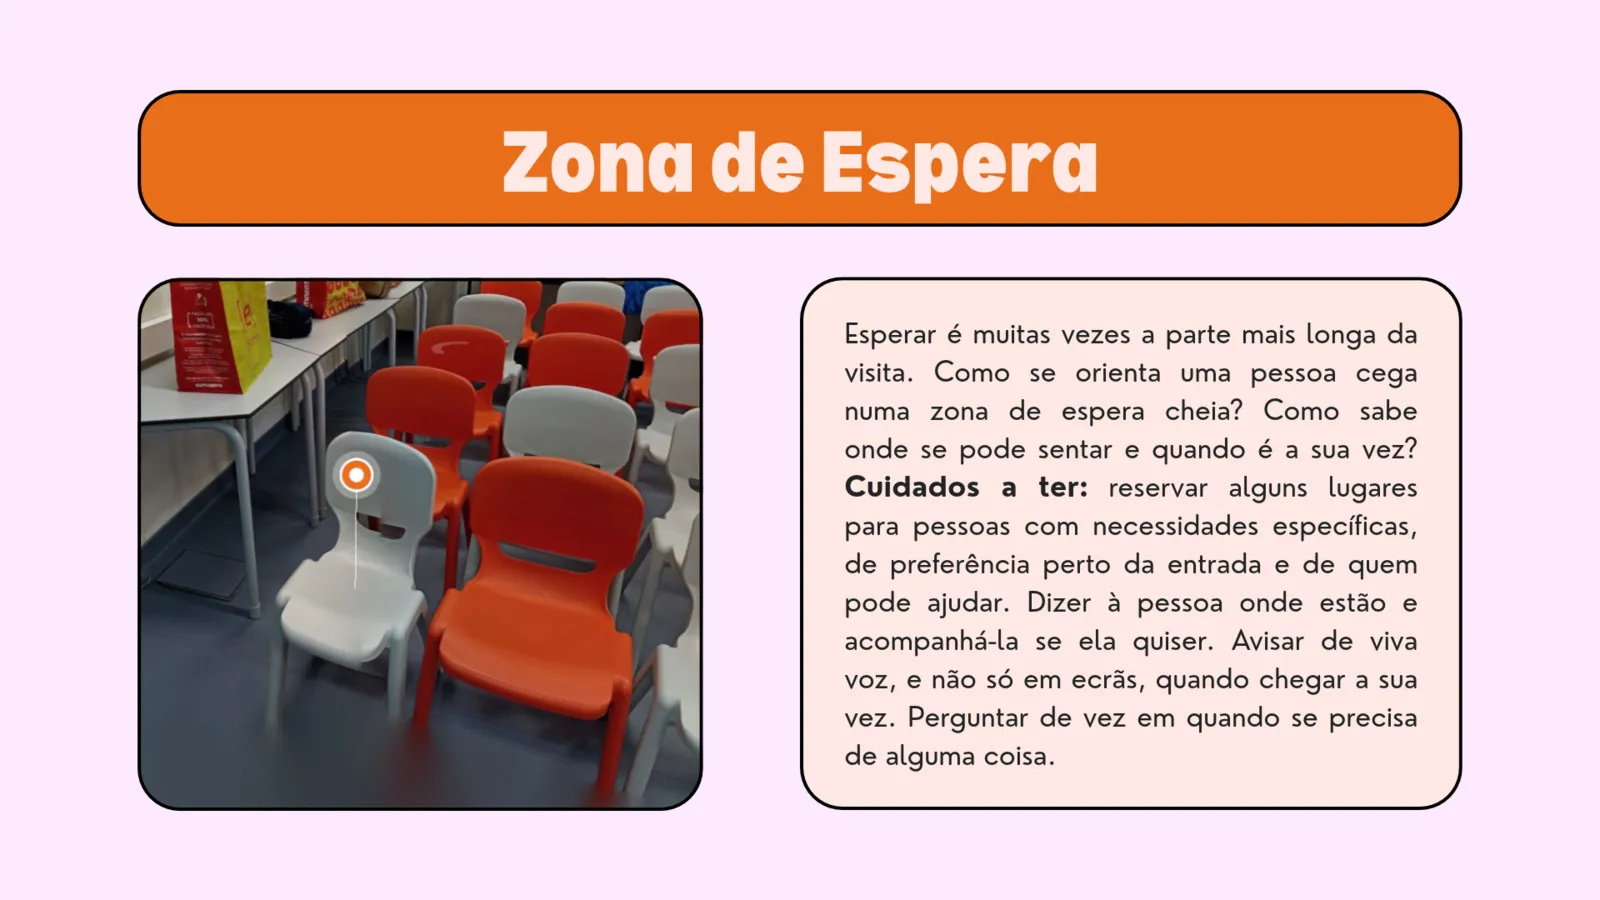 Zona de Espera
Esperar é muitas vezes a parte mais longa da
visita. Como se orienta uma pessoa cega
numa zona de espera cheia? Como sabe
onde se pode sentar e quando é a sua vez?
Cuidados a ter: reservar alguns lugares
para pessoas com necessidades específicas,
de preferência perto da entrada e de quem
pode ajudar. Dizer à pessoa onde estão e
acompanhá-la se ela quiser. Avisar de viva
voz, e não só em ecrãs, quando chegar a sua
vez. Perguntar de vez em quando se precisa
de alguma coisa.